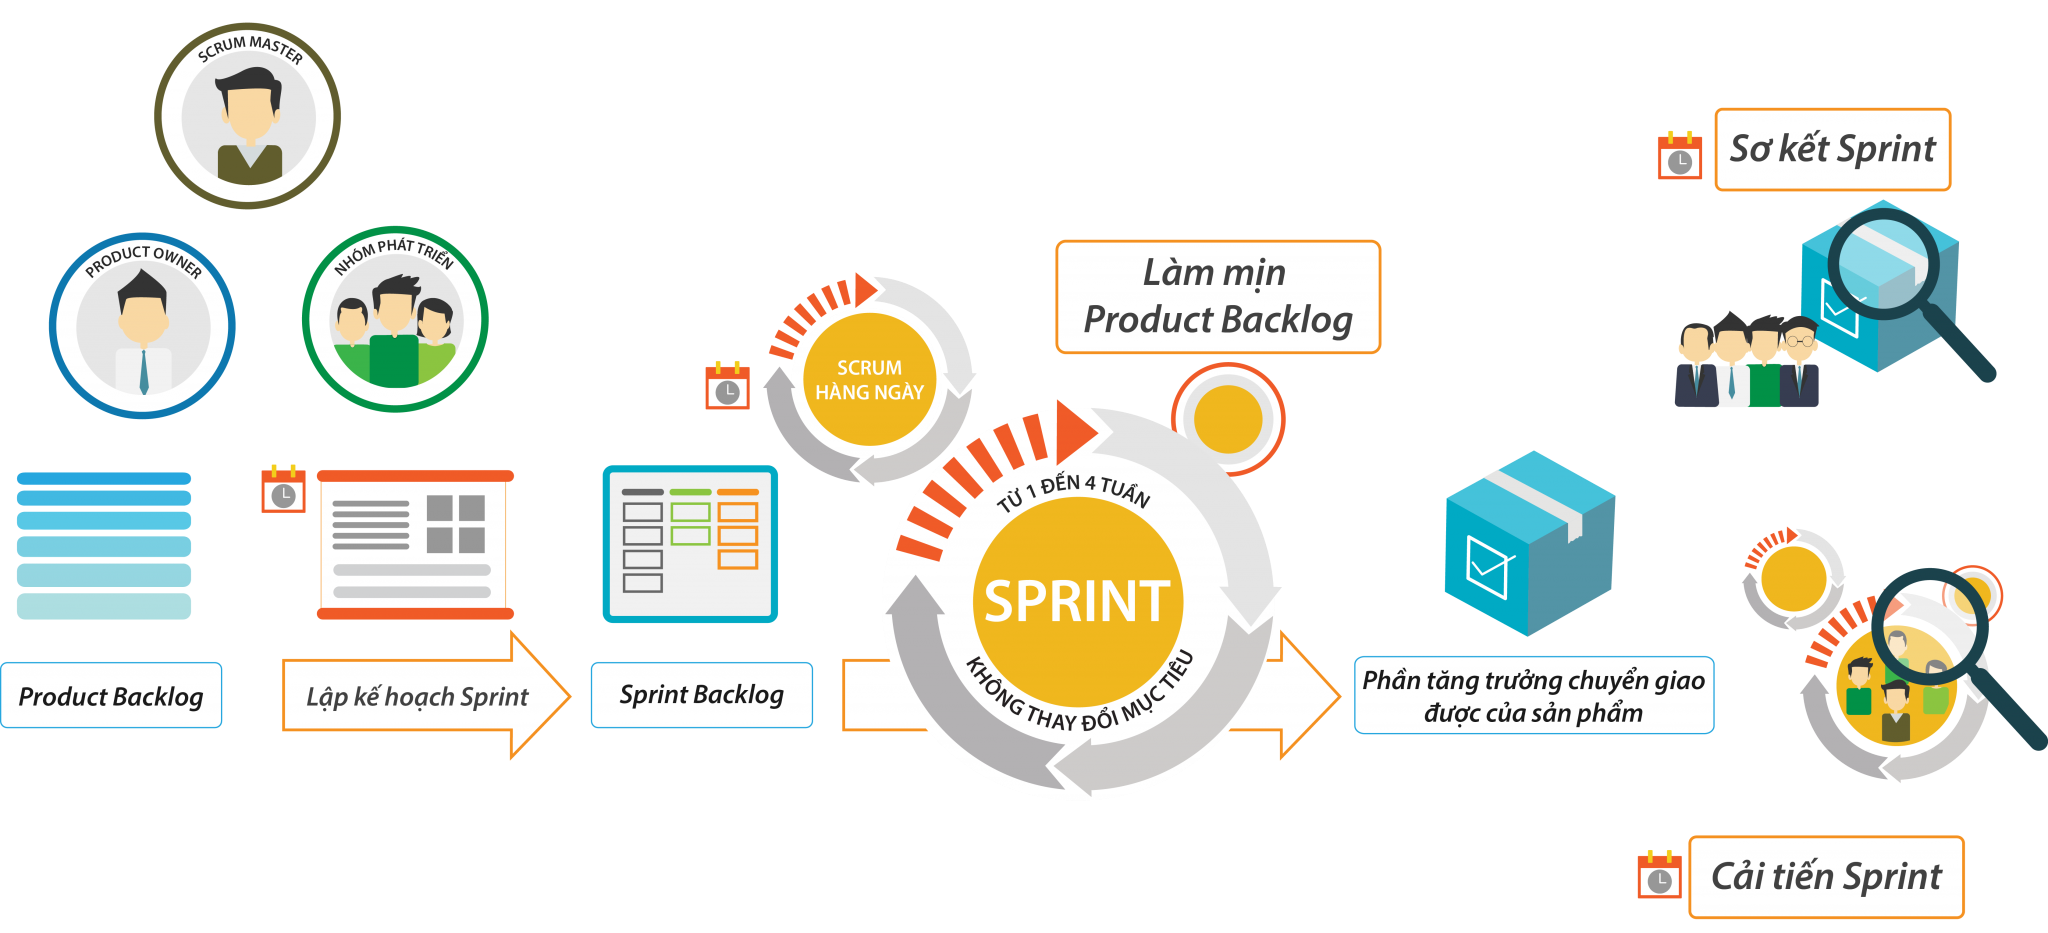 SCRUM MASTER
PRODUCT OWNER
NHÓM PHÁT TRIỂN
Product Backlog
Lập kế hoạch Sprint
Sprint Backlog
SCRUM
HÀNG NGÀY
Làm mịn
Product Backlog
TỪ 1 ĐẾN 4 TUẦN
SPRINT
KHÔNG THAY ĐỔI MỤC TIÊU
Phần tăng trưởng chuyển giao
được của sản phẩm
Sơ kết Sprint
Cải tiến Sprint